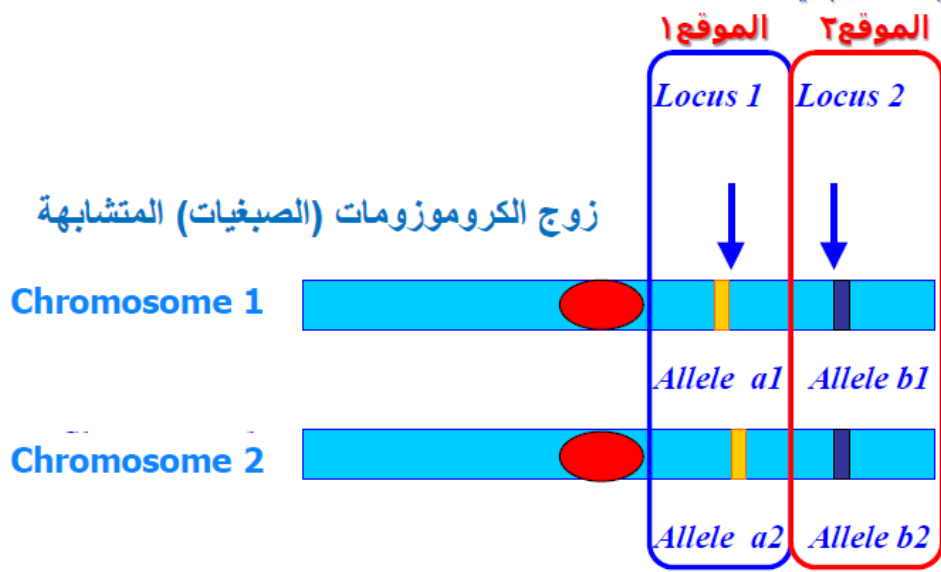 الموقع١ الموقع٢
Locus 1 Locus 2
زوج الكروموزومات (الصبغيات) المتشابهة
Chromosome 1
Allele a1 Allele b1
Chromosome 2
Allele a2 Allele b2